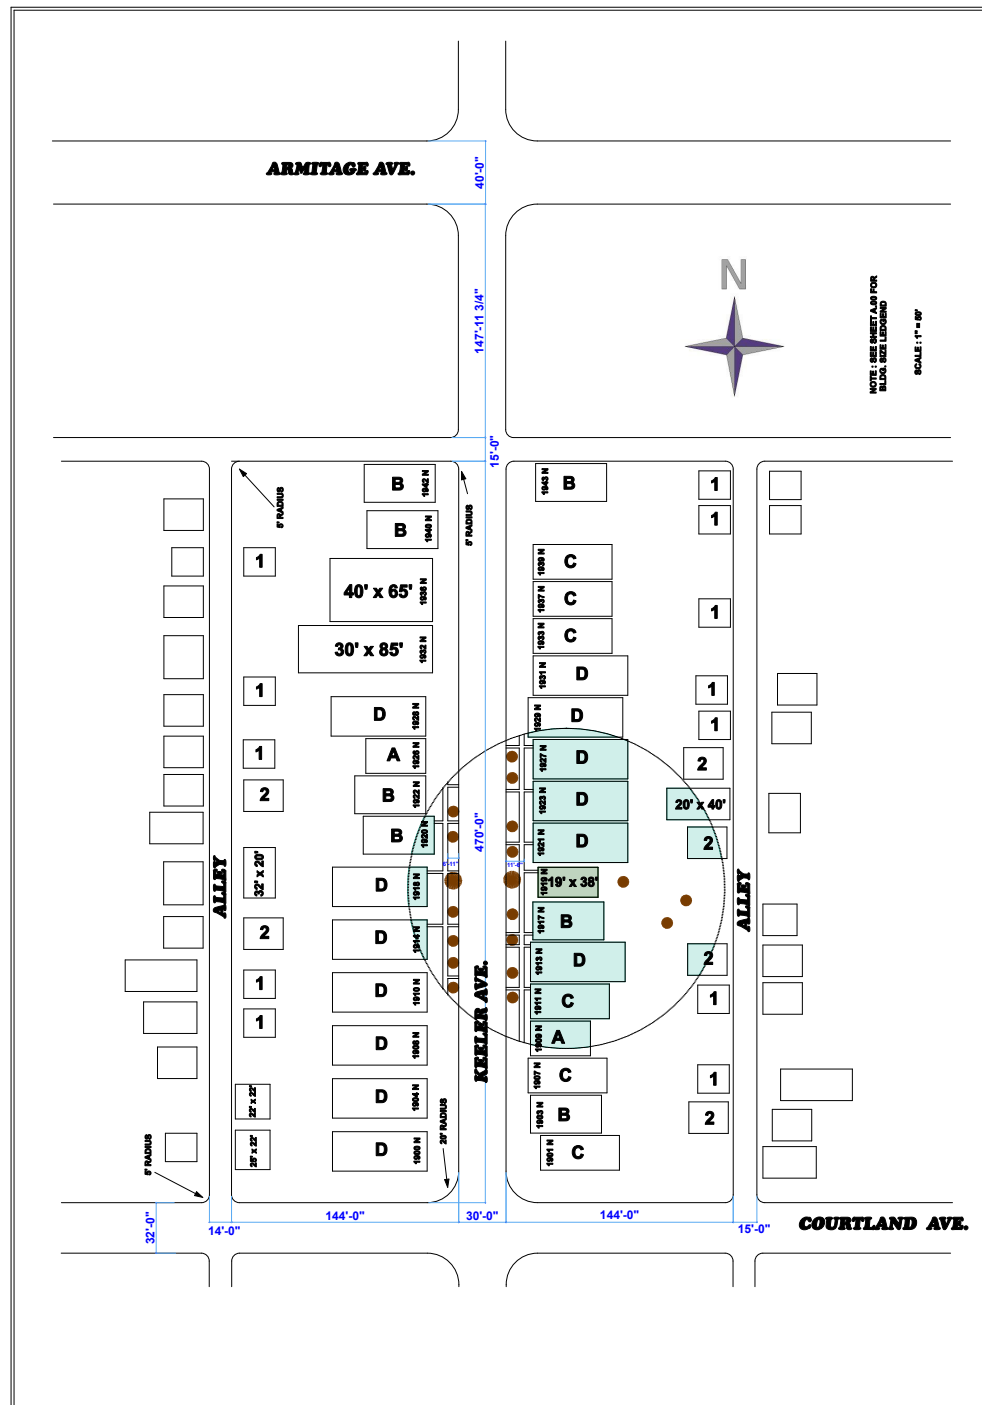 ARMITAGE AVE.
40'-0"
147'-11 3/4"
N
NOTE : SEE SHEET A.00 FOR
BLDG. SIZE LEDGEND
SCALE : 1" = 50'
15'-0"
5' RADIUS
5' RADIUS
B
1942 N
B
1940 N
40' x 65'
1936 N
30' x 85'
1932 N
D
1928 N
A
1926 N
B
1922 N
B
1920 N
D
1918 N
D
1914 N
D
1910 N
D
1906 N
D
1904 N
D
1900 N
1
1
1
2
32' x 20'
2
1
1
22' x 22'
25' x 22'
ALLEY
5' RADIUS
20' RADIUS
470'-0"
KEELER AVE.
11'-6"
1943 N
B
1939 N
C
1937 N
C
1933 N
C
1931 N
D
1929 N
D
1927 N
D
1923 N
D
1921 N
D
1919 N
19' x 38'
1917 N
B
1913 N
D
1911 N
C
1909 N
A
1907 N
C
1903 N
B
1901 N
C
1
1
1
1
1
2
20' x 40'
2
2
1
1
2
ALLEY
32'-0"
14'-0"
144'-0"
30'-0"
144'-0"
15'-0"
COURTLAND AVE.